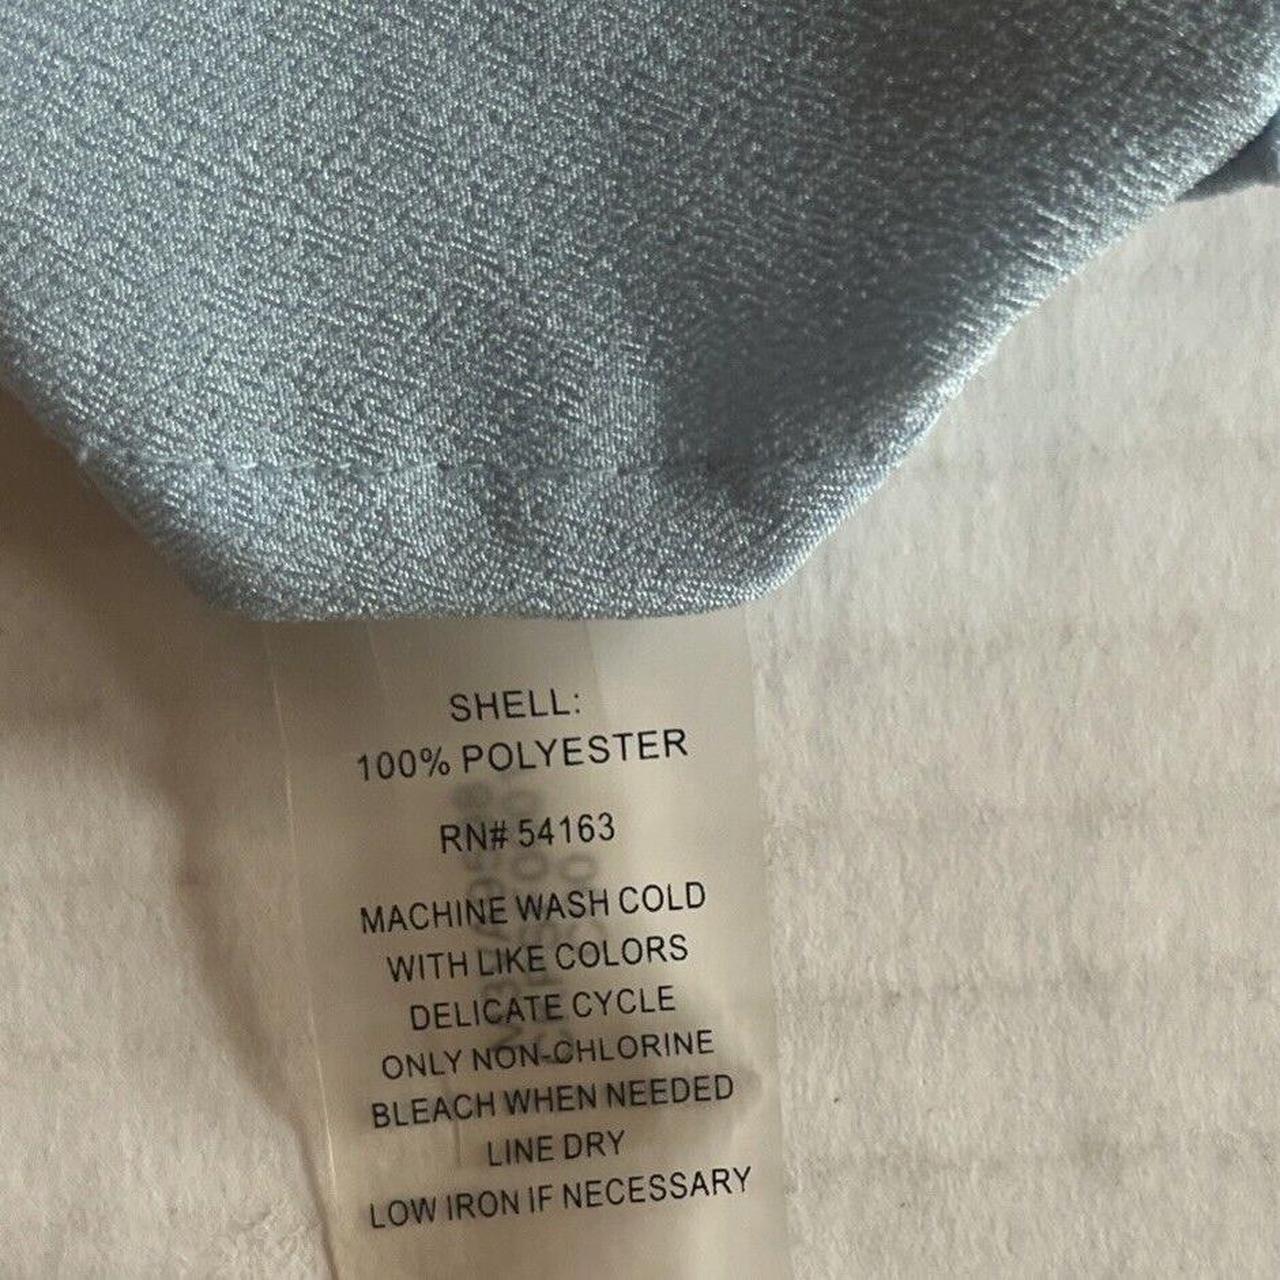 SHELL:
100% POLYESTER
RN# 54163
MACHINE WASH COLD
WITH LIKE COLORS
DELICATE CYCLE
ONLY NON-CHLORINE
BLEACH WHEN NEEDED
LINE DRY
LOW IRON IF NECESSARY